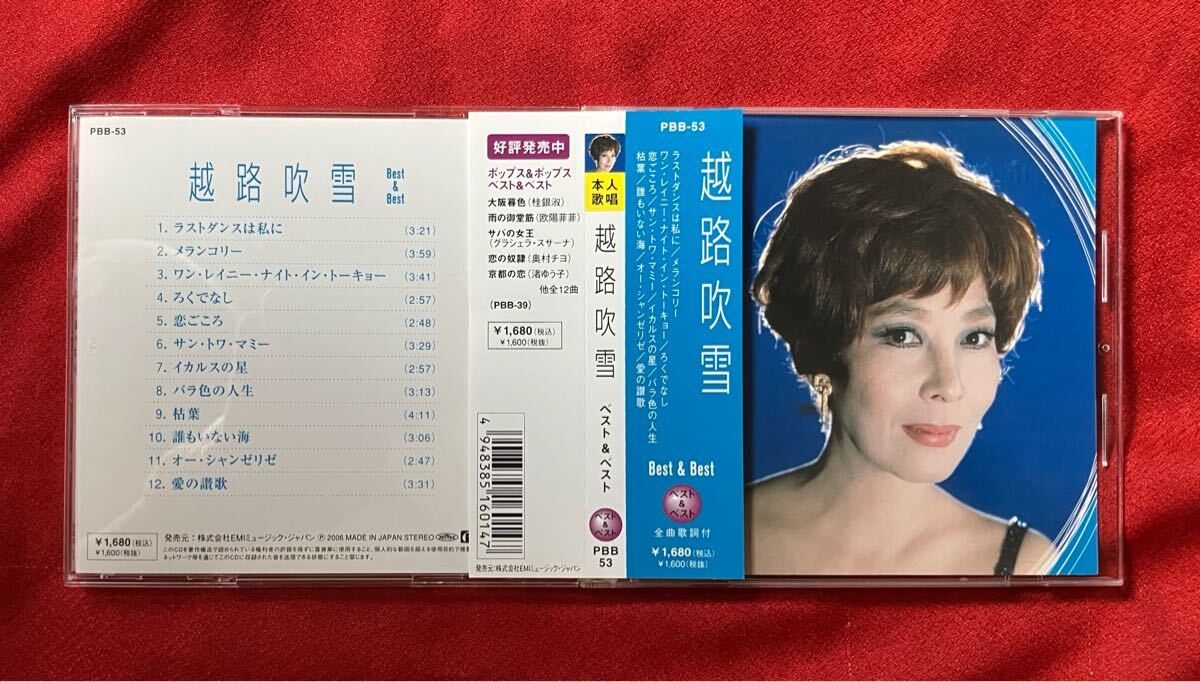 PBB-53
越路吹雪 Best & Best
1. ラストダンスは私に (3:21)
2. メランコリー (3:59)
3. ワン・レイニー・ナイト・イン・トーキョー (3:41)
4. ろくでなし (2:57)
5. 恋ごころ (2:48)
6. サン・トワ・マミー (3:29)
7. イカルスの星 (2:57)
8. バラ色の人生 (3:13)
9. 枯葉 (4:11)
10. 誰もいない海 (3:06)
11. オー・シャンゼリゼ (2:47)
12. 愛の讃歌 (3:31)
¥1,680(税込)
¥1,600(税抜)
発売元:株式会社EMIミュージック・ジャパン Ⓟ2006 MADE IN JAPAN STEREO
好評発売中
ポップス&ポップス
ベスト&ベスト
大阪暮色(桂銀淑)
雨の御堂筋(欧陽菲菲)
サバの女王
(グラシェラ・スサーナ)
恋の奴隷(奥村チヨ)
京都の恋(渚ゆう子)
他全12曲
(PBB-39)
¥1,680(税込)
¥1,600(税抜)
4948385160147
発売元:株式会社EMIミュージック・ジャパン
本人
歌唱
越路吹雪
ベスト&ベスト
ベスト
&
ベスト
PBB
53
PBB-53
越路吹雪
ラストダンスは私に/メランコリー
ワン・レイニー・ナイト・イン・トーキョー/ろくでなし
恋ごころ/サン・トワ・マミー/イカルスの星/バラ色の人生
枯葉/誰もいない海/オー・シャンゼリゼ/愛の讃歌
Best & Best
ベスト
&
ベスト
全曲歌詞付
¥1,680(税込)
¥1,600(税抜)